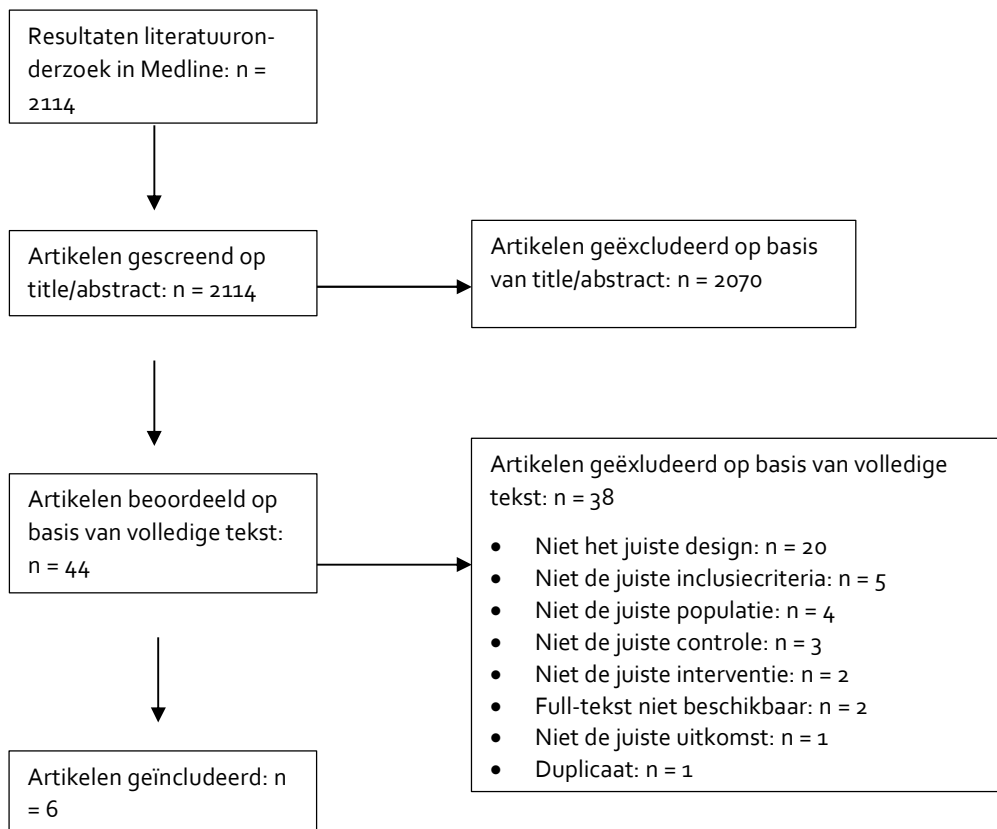 Resultaten literatuuron-
derzoek in Medline: n =
2114
Artikelen gescreend op
title/abstract: n = 2114
Artikelen geëxcludeerd op basis
van title/abstract: n = 2070
Artikelen beoordeeld op
basis van volledige tekst:
n = 44
Artikelen geëxludeerd op basis van volledige
tekst: n = 38
• Niet het juiste design: n = 20
• Niet de juiste inclusiecriteria: n = 5
• Niet de juiste populatie: n = 4
• Niet de juiste controle: n = 3
• Niet de juiste interventie: n = 2
• Full-tekst niet beschikbaar: n = 2
• Niet de juiste uitkomst: n = 1
• Duplicaat: n = 1
Artikelen geïncludeerd: n
= 6